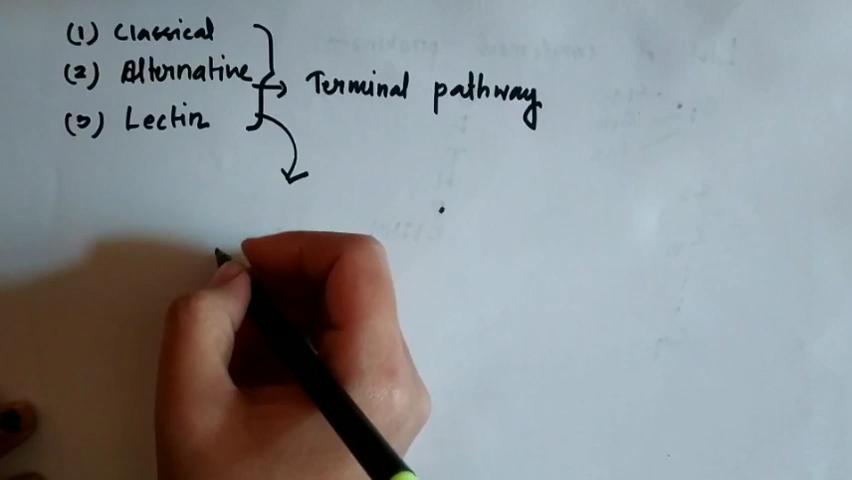 (1) Classical
(2) Alternative → Terminal pathway
(3) Lectin